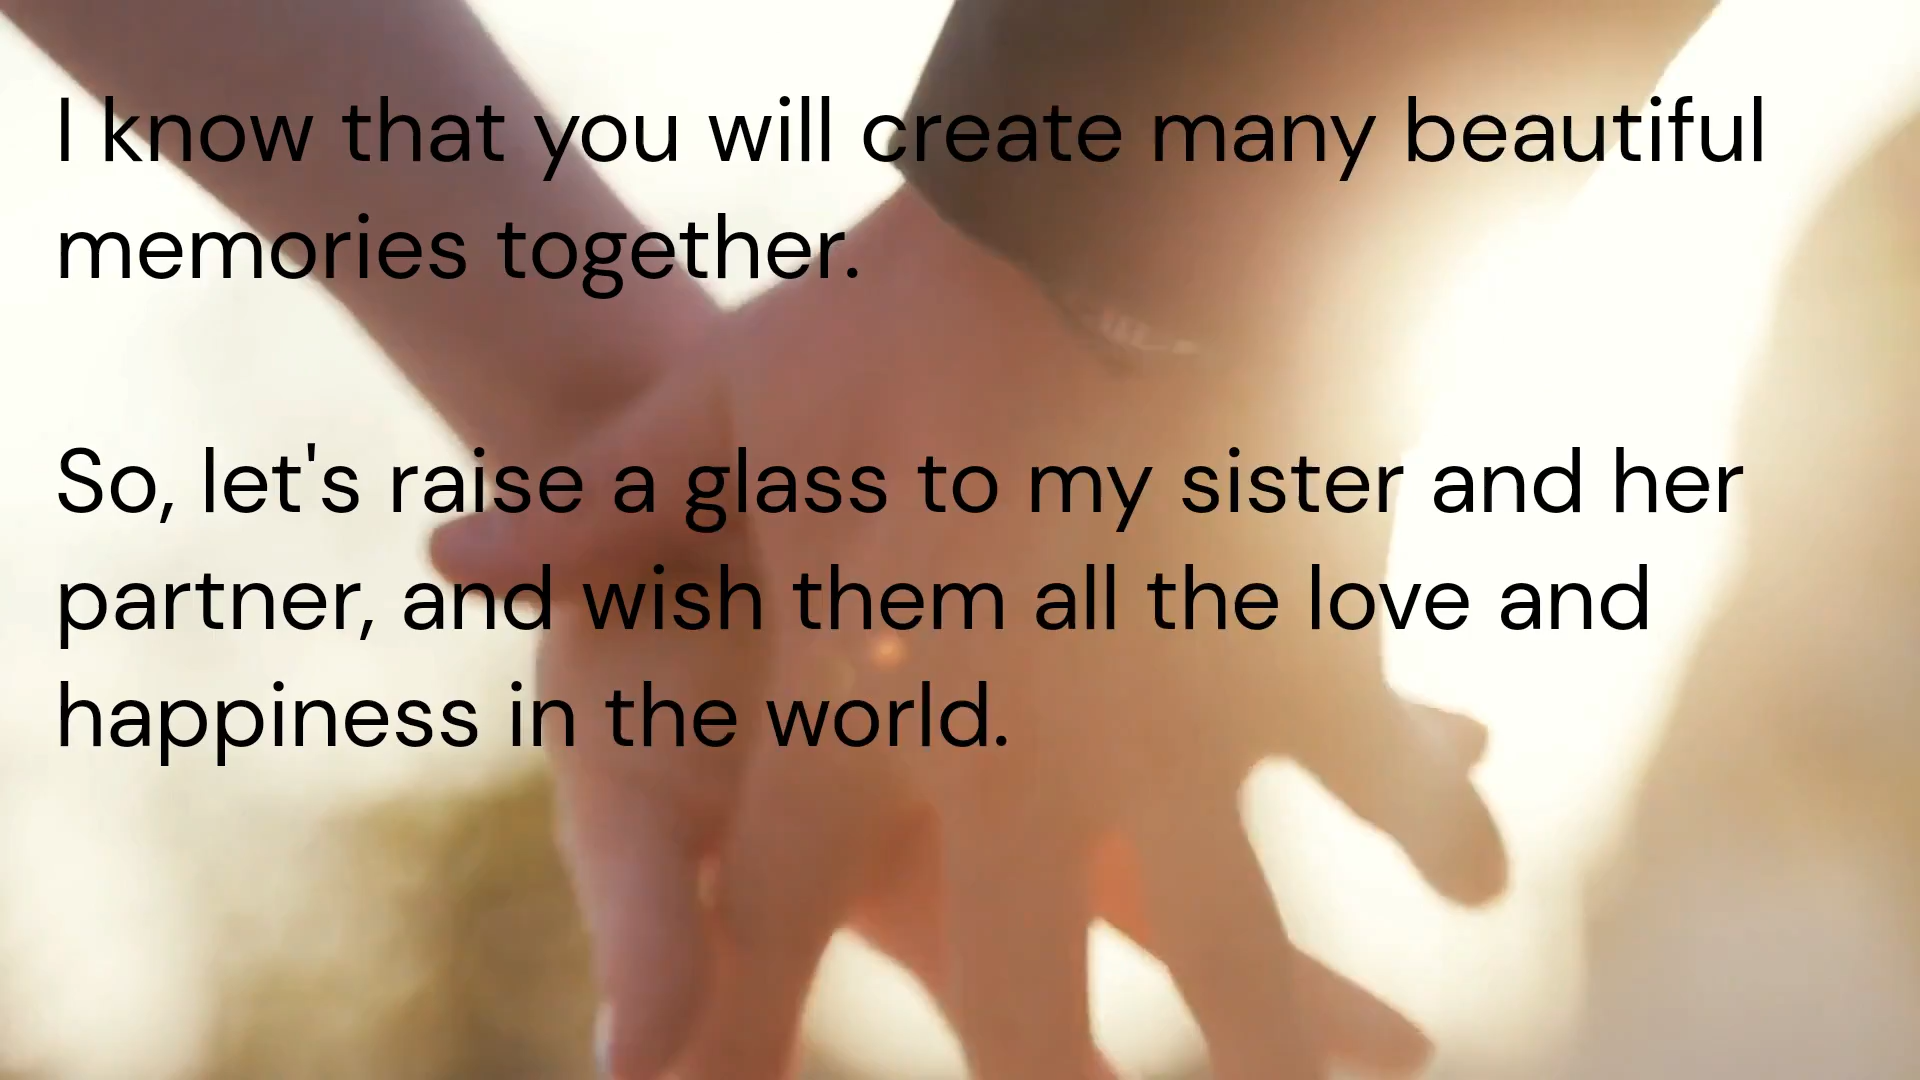 I know that you will create many beautiful
memories together.
So, let's raise a glass to my sister and her
partner, and wish them all the love and
happiness in the world.